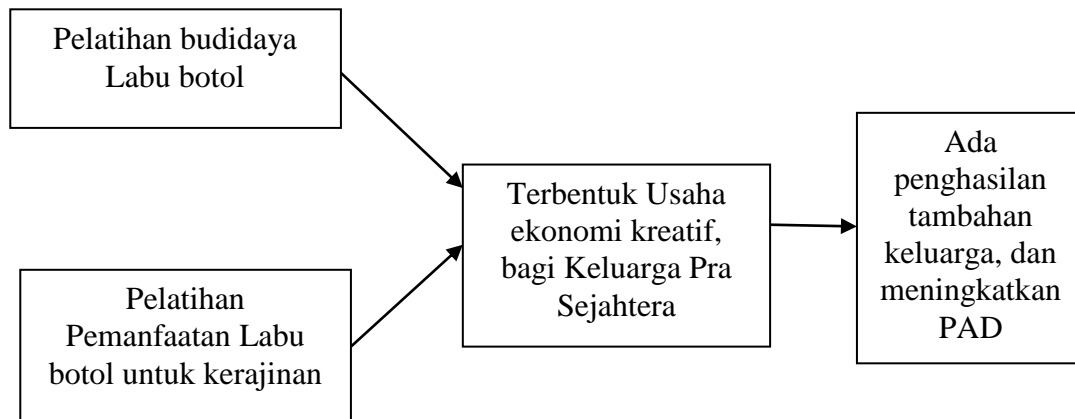 Pelatihan budidaya
Labu botol
Pelatihan
Pemanfaatan Labu
botol untuk kerajinan
Terbentuk Usaha
ekonomi kreatif,
bagi Keluarga Pra
Sejahtera
Ada
penghasilan
tambahan
keluarga, dan
meningkatkan
PAD